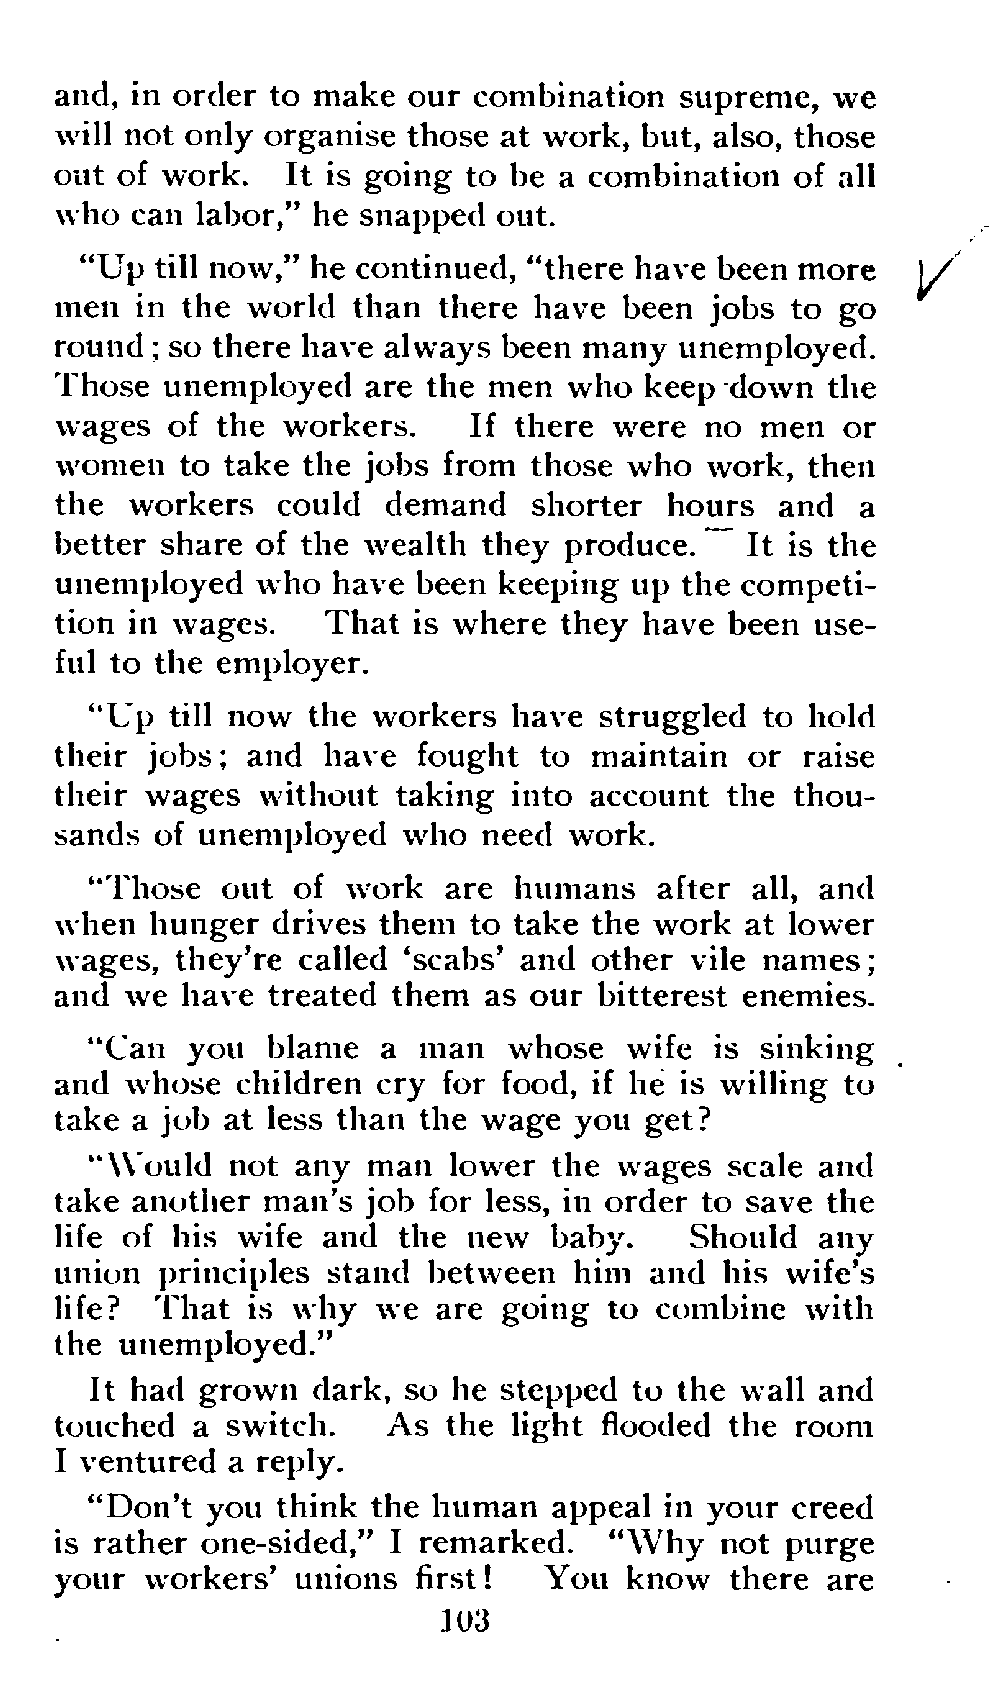 and, in order to make our combination supreme, we
will not only organise those at work, but, also, those
out of work. It is going to be a combination of all
who can labor,” he snapped out.
“Up till now,” he continued, “there have been more
men in the world than there have been jobs to go
round; so there have always been many unemployed.
Those unemployed are the men who keep down the
wages of the workers. If there were no men or
women to take the jobs from those who work, then
the workers could demand shorter hours and a
better share of the wealth they produce. It is the
unemployed who have been keeping up the competi-
tion in wages. That is where they have been use-
ful to the employer.
“Up till now the workers have struggled to hold
their jobs; and have fought to maintain or raise
their wages without taking into account the thou-
sands of unemployed who need work.
“Those out of work are humans after all, and
when hunger drives them to take the work at lower
wages, they’re called ‘scabs’ and other vile names;
and we have treated them as our bitterest enemies.
“Can you blame a man whose wife is sinking
and whose children cry for food, if he is willing to
take a job at less than the wage you get?
“Would not any man lower the wages scale and
take another man’s job for less, in order to save the
life of his wife and the new baby. Should any
union principles stand between him and his wife’s
life? That is why we are going to combine with
the unemployed.”
It had grown dark, so he stepped to the wall and
touched a switch. As the light flooded the room
I ventured a reply.
“Don’t you think the human appeal in your creed
is rather one-sided,” I remarked. “Why not purge
your workers’ unions first! You know there are
103